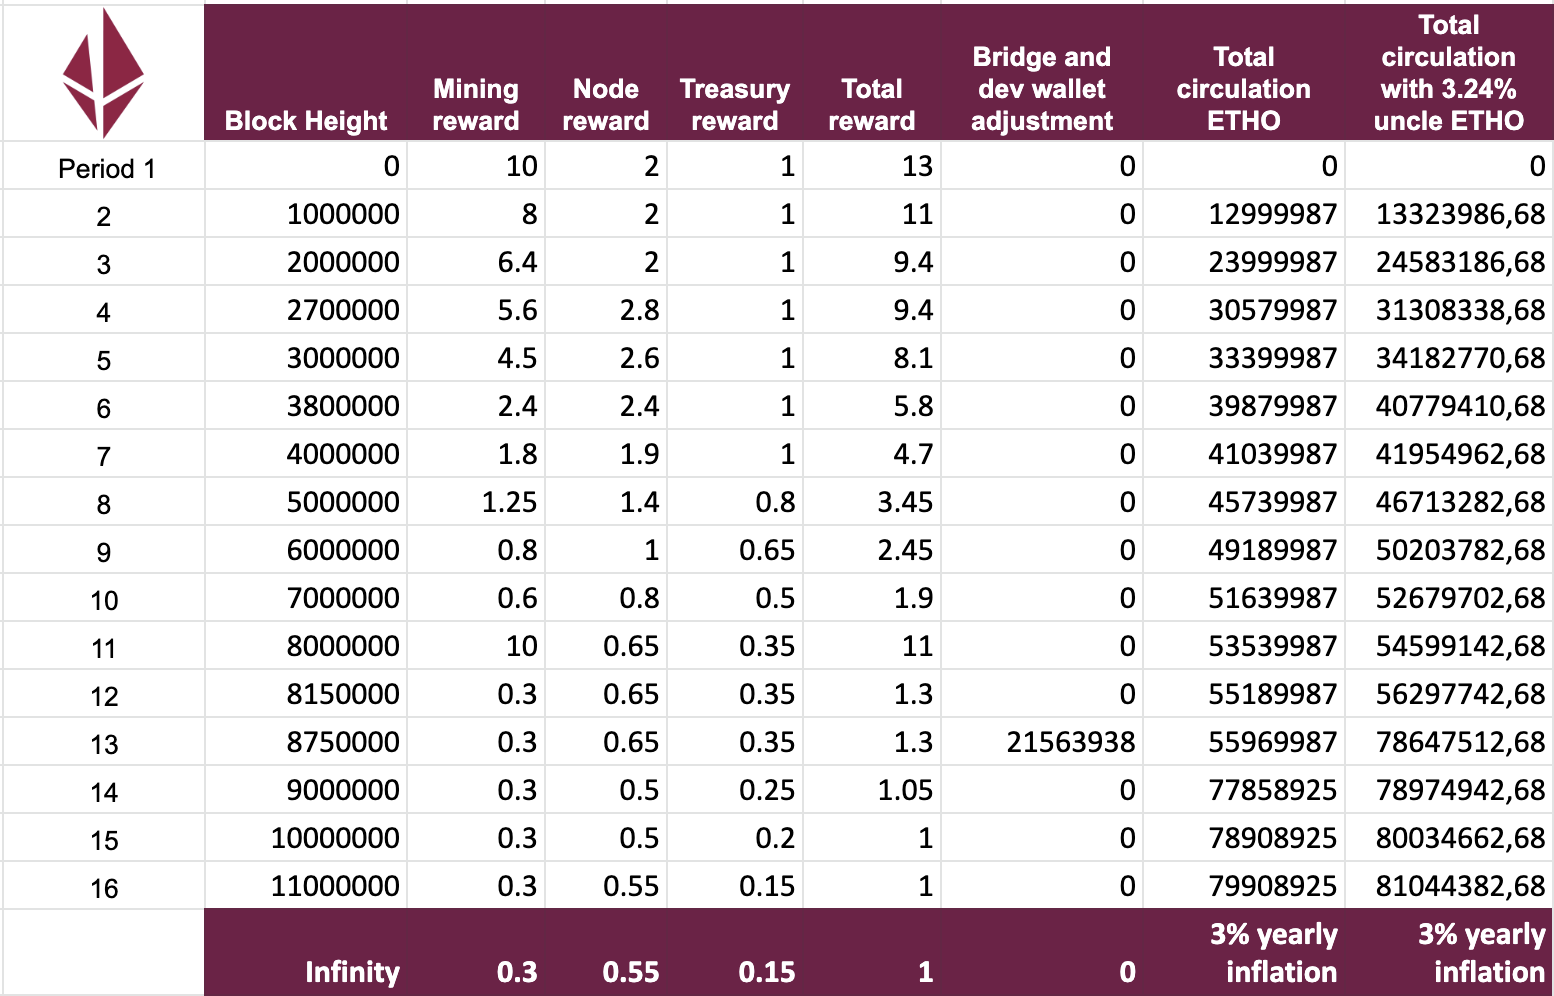 Block Height Mining reward Node reward Treasury reward Total reward Bridge and dev wallet adjustment Total circulation ETHO Total circulation with 3.24% uncle ETHO
Period 1 0 10 2 1 13 0 0 0
2 1000000 8 2 1 11 0 12999987 13323986,68
3 2000000 6.4 2 1 9.4 0 23999987 24583186,68
4 2700000 5.6 2.8 1 9.4 0 30579987 31308338,68
5 3000000 4.5 2.6 1 8.1 0 33399987 34182770,68
6 3800000 2.4 2.4 1 5.8 0 39879987 40779410,68
7 4000000 1.8 1.9 1 4.7 0 41039987 41954962,68
8 5000000 1.25 1.4 0.8 3.45 0 45739987 46713282,68
9 6000000 0.8 1 0.65 2.45 0 49189987 50203782,68
10 7000000 0.6 0.8 0.5 1.9 0 51639987 52679702,68
11 8000000 10 0.65 0.35 11 0 53539987 54599142,68
12 8150000 0.3 0.65 0.35 1.3 0 55189987 56297742,68
13 8750000 0.3 0.65 0.35 1.3 21563938 55969987 78647512,68
14 9000000 0.3 0.5 0.25 1.05 0 77858925 78974942,68
15 10000000 0.3 0.5 0.2 1 0 78908925 80034662,68
16 11000000 0.3 0.55 0.15 1 0 79908925 81044382,68
Infinity 0.3 0.55 0.15 1 0 3% yearly inflation 3% yearly inflation